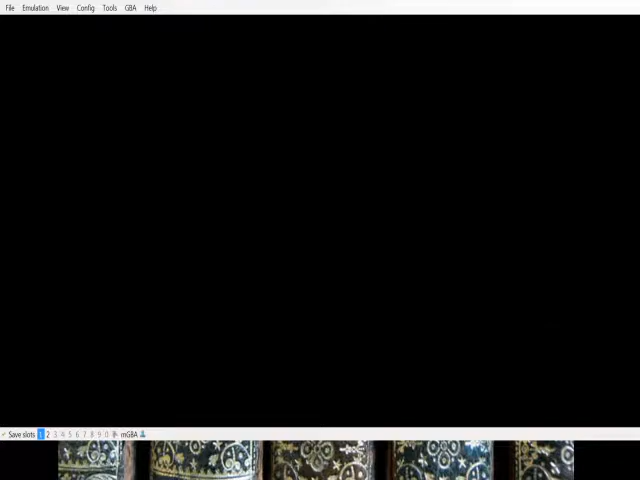 File Emulation View Config Tools GBA Help
Save slots 1 2 3 4 5 6 7 8 9 0 mGBA